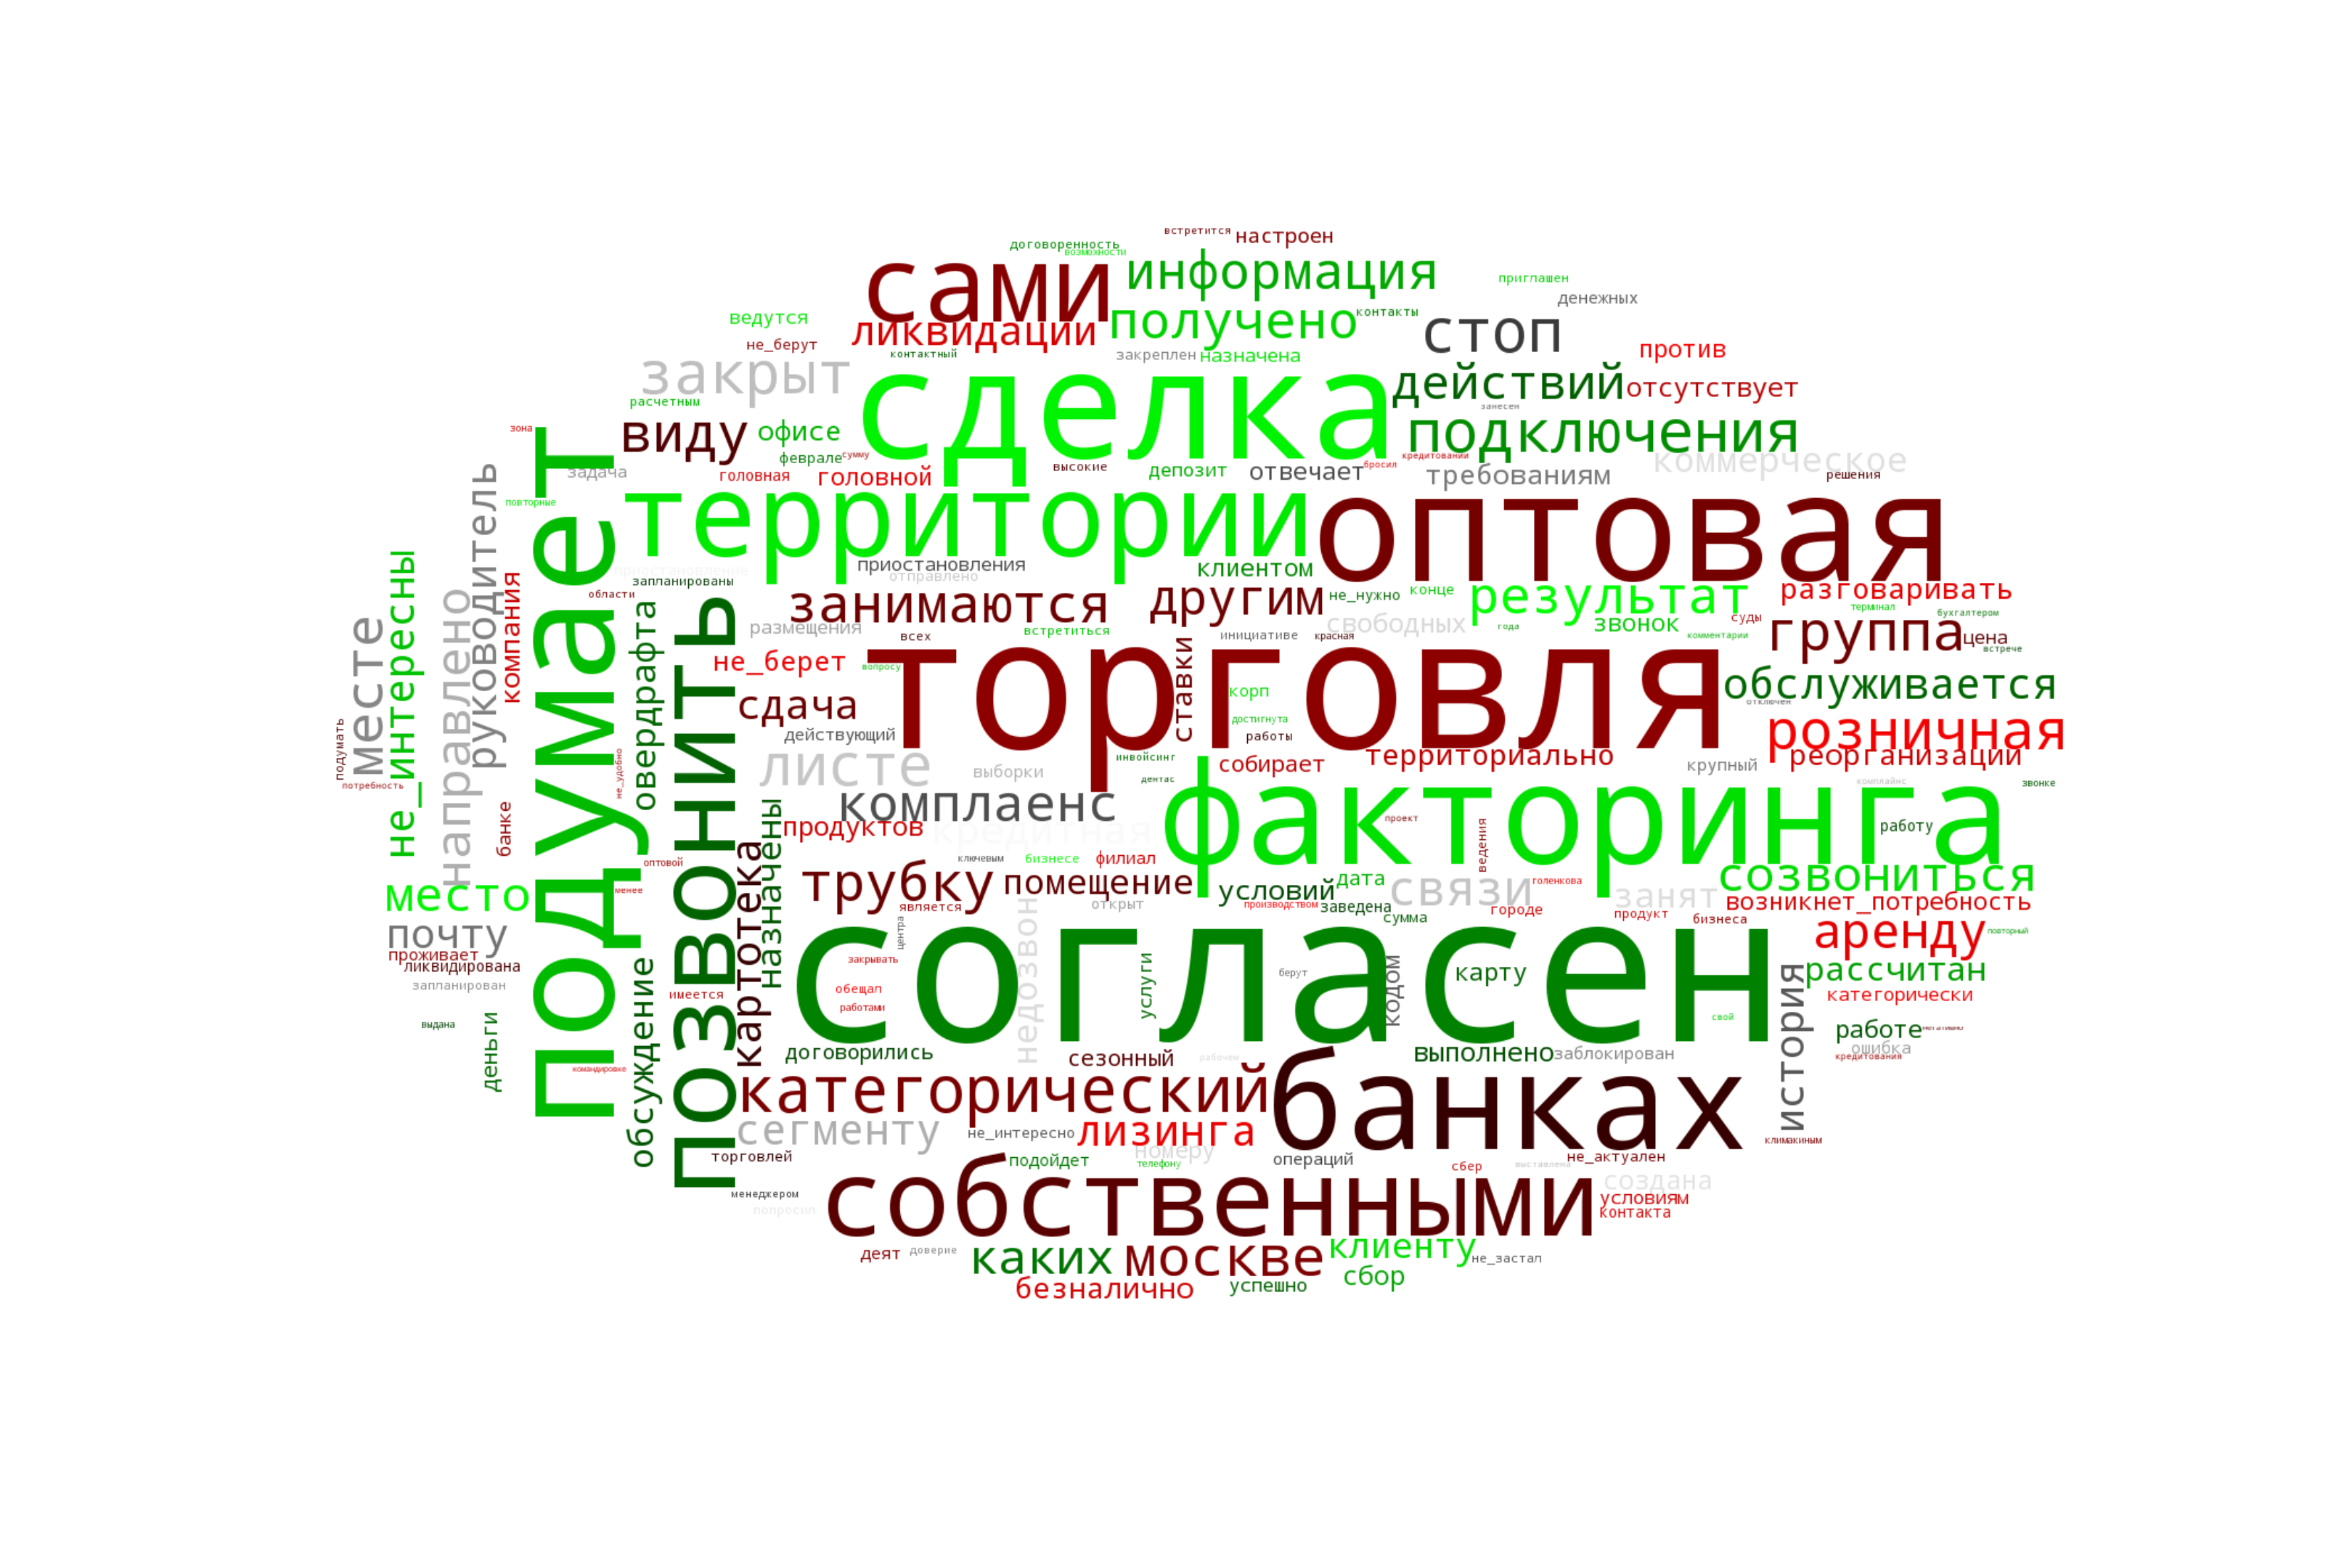 встретится
настроен
договоренность
возможности
сами
информация
приглашен
денежных
ведутся
ликвидации
получено
контакты
стоп
не_берут
контактный
закреплен
назначена
против
закрыт
сделка
действий
отсутствует
расчетным
занесен
зона
виду
офисе
подключения
феврале
сумму
высокие
депозит
отвечает
бросил
кредитовании
требованиям
коммерческое
решения
задача
головная
головной
повторные
территории
оптовая
подумает
руководитель
приостановление
запланированы
приостановления
отправлено
клиентом
области
занимаются
другим
не_нужно
конце
результат
разговаривать
терминал
бухгалтером
не_интересны
направлено
компания
овердрафта
позвонить
размещения
всех
встретиться
инициативе
красная
свободных
года
звонок
комментарии
суды
группа
цена
встрече
месте
не_берет
вопросу
торговля
ставки
корп
обслуживается
отключен
сдача
достигнута
розничная
подумать
потребность
не_удобно
действующий
работы
территориально
реорганизации
листе
выборки
инвойсинг
дентас
собирает
крупный
комплайнс
звонке
банке
комплаенс
факторинга
продуктов
кредитная
проект
работу
назначены
картотека
оптовой
ключевым
бизнесе
филиал
ведения
голенкова
созвониться
место
менее
трубку
помещение
условий
дата
связи
занят
возникнет_потребность
является
открыт
производством
заведена
сумма
городе
продукт
бизнеса
почту
центра
аренду
повторный
проживает
ликвидирована
запланирован
согласен
недозвон
услуги
берут
кодом
карту
история
рассчитан
закрывать
имеется
обещал
работами
свой
категорически
выдана
деньги
обсуждение
работе
ошибка
кредитования
договорились
сезонный
рабочем
выполнено
заблокирован
командировке
категорический
банках
сегменту
не_интересно
лизинга
климакиным
торговлей
подойдет
телефону
номеру
операций
сбер
выставлена
не_актуален
создана
менеджером
попросил
собственными
условиям
контакта
деят
доверие
каких
москве
клиенту
не_застал
безналично
успешно
сбор